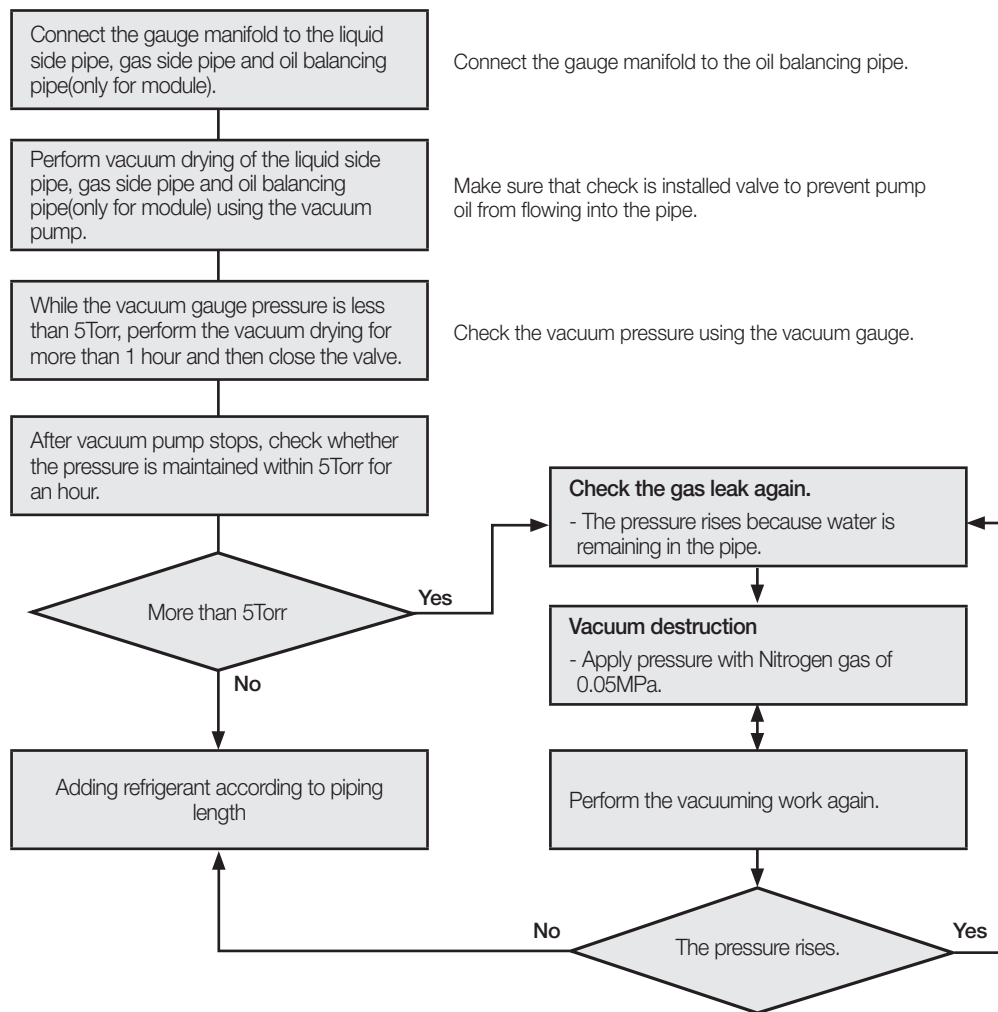 Connect the gauge manifold to the liquid
side pipe, gas side pipe and oil balancing
pipe(only for module).
Connect the gauge manifold to the oil balancing pipe.
Perform vacuum drying of the liquid side
pipe, gas side pipe and oil balancing
pipe(only for module) using the vacuum
pump.
Make sure that check is installed valve to prevent pump
oil from flowing into the pipe.
While the vacuum gauge pressure is less
than 5Torr, perform the vacuum drying for
more than 1 hour and then close the valve.
Check the vacuum pressure using the vacuum gauge.
After vacuum pump stops, check whether
the pressure is maintained within 5Torr for
an hour.
More than 5Torr
Yes
No
Check the gas leak again.
- The pressure rises because water is
remaining in the pipe.
Vacuum destruction
- Apply pressure with Nitrogen gas of
0.05MPa.
Adding refrigerant according to piping
length
Perform the vacuuming work again.
No
The pressure rises.
Yes